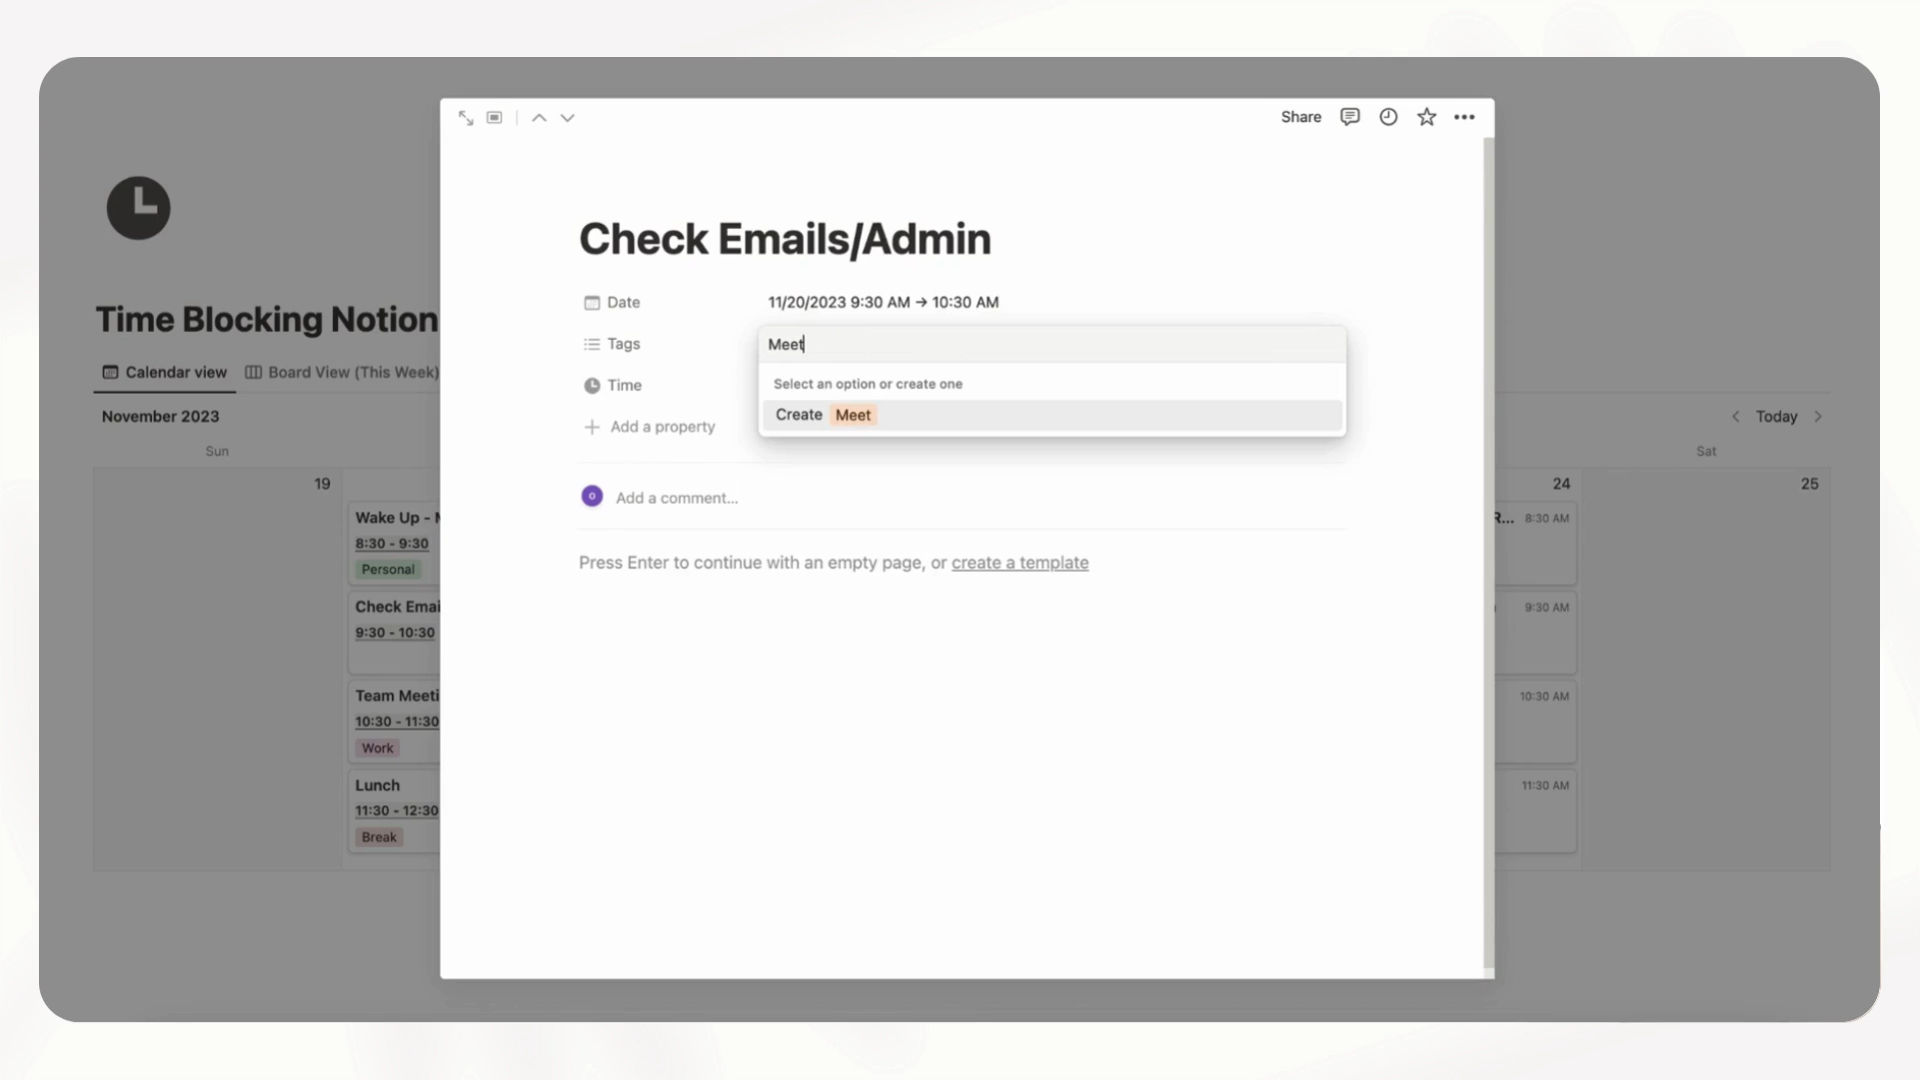 Share
Check Emails/Admin
Date 11/20/2023 9:30 AM → 10:30 AM
Tags Meet
Select an option or create one
Create Meet
Time
Add a property
Add a comment...
Press Enter to continue with an empty page, or create a template
Time Blocking Notion
Calendar view Board View (This Week)
November 2023
Today
Sun
Sat
19
24
25
Wake Up -
8:30 - 9:30
Personal
Check Emai
9:30 - 10:30
Team Meeti
10:30 - 11:30
Work
Lunch
11:30 - 12:30
Break
R... 8:30 AM
9:30 AM
10:30 AM
11:30 AM